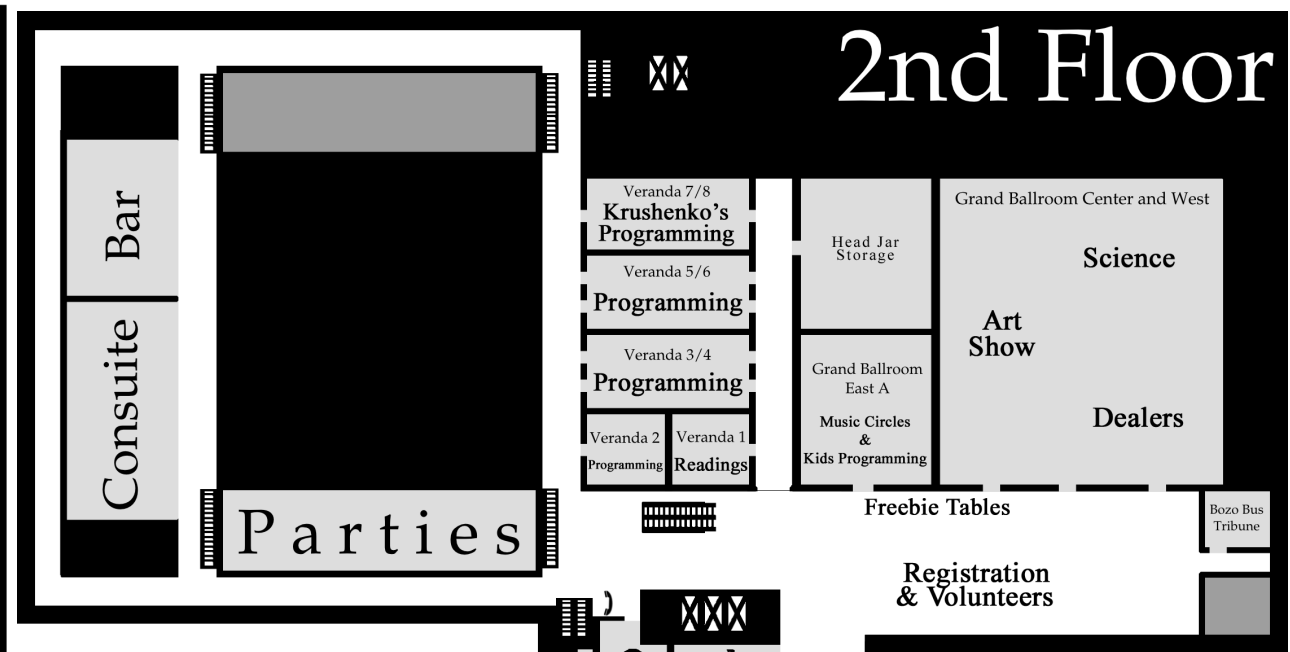 2nd Floor
Bar
Consuite
Parties
Veranda 7/8
Krushenko's
Programming
Veranda 5/6
Programming
Veranda 3/4
Programming
Veranda 2
Programming
Veranda 1
Readings
Head Jar
Storage
Grand Ballroom
East A
Music Circles
&
Kids Programming
Grand Ballroom Center and West
Science
Art
Show
Dealers
Freebie Tables
Bozo Bus
Tribune
Registration
& Volunteers